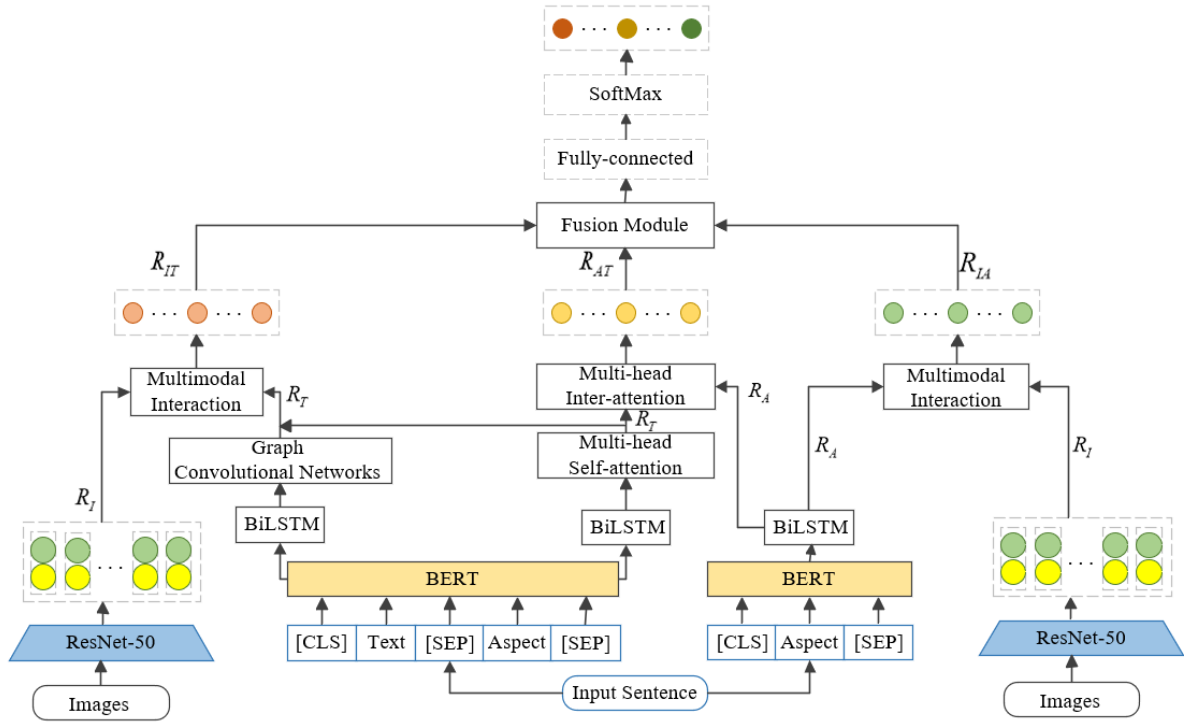 SoftMax
Fully-connected
Fusion Module
R_IT
R_AT
R_IA
Multimodal
Interaction
R_T
Multi-head
Inter-attention
R_A
Multimodal
Interaction
R_T
Graph
Convolutional Networks
Multi-head
Self-attention
R_A
R_I
R_I
BiLSTM
BiLSTM
BiLSTM
...
...
BERT
BERT
ResNet-50
[CLS] Text [SEP] Aspect [SEP]
[CLS] Aspect [SEP]
ResNet-50
Images
Input Sentence
Images